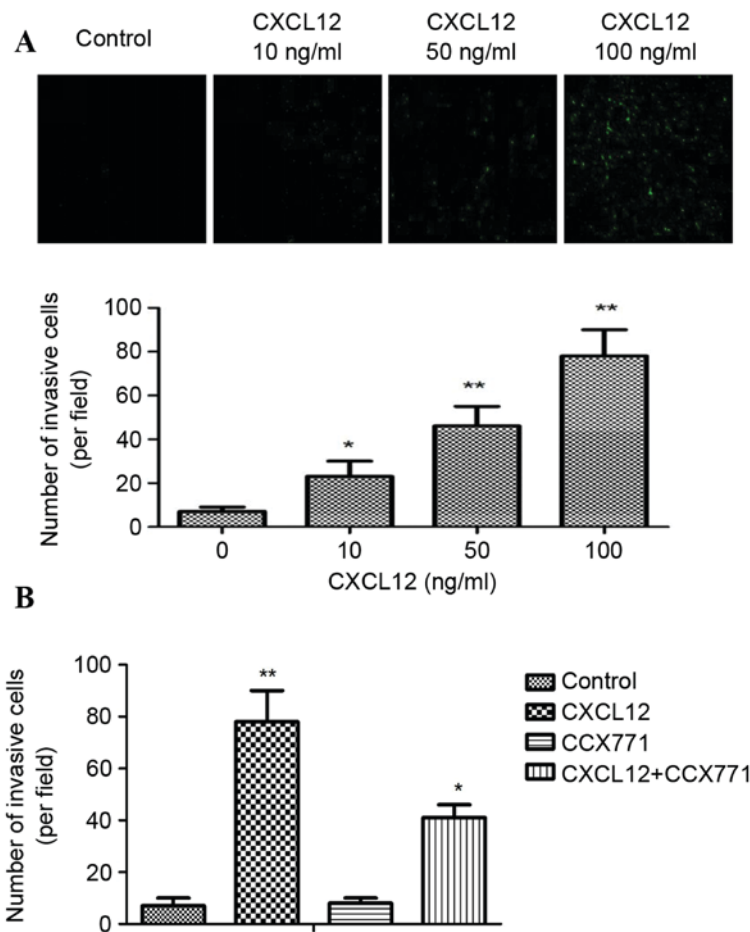 A
Control
CXCL12
10 ng/ml
CXCL12
50 ng/ml
CXCL12
100 ng/ml
Number of invasive cells
(per field)
100
80
60
40
20
0
*
**
**
0
10
50
100
CXCL12 (ng/ml)
B
Number of invasive cells
(per field)
100
80
60
40
20
0
**
*
Control
CXCL12
CCX771
CXCL12+CCX771